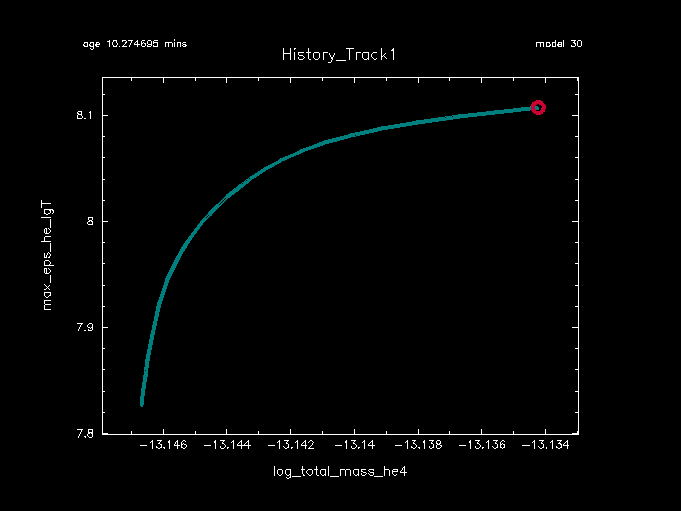 age 10.274695 mins
model 30
History_Track1
8.1
8
7.9
7.8
max_eps_he_lgT
−13.146
−13.144
−13.142
−13.14
−13.138
−13.136
−13.134
log_total_mass_he4